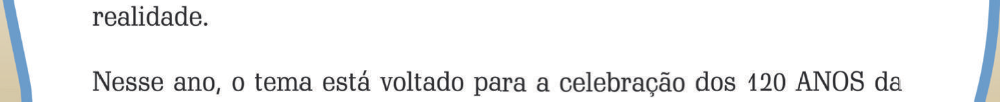 realidade.
Nesse ano, o tema está voltado para a celebração dos 120 ANOS da